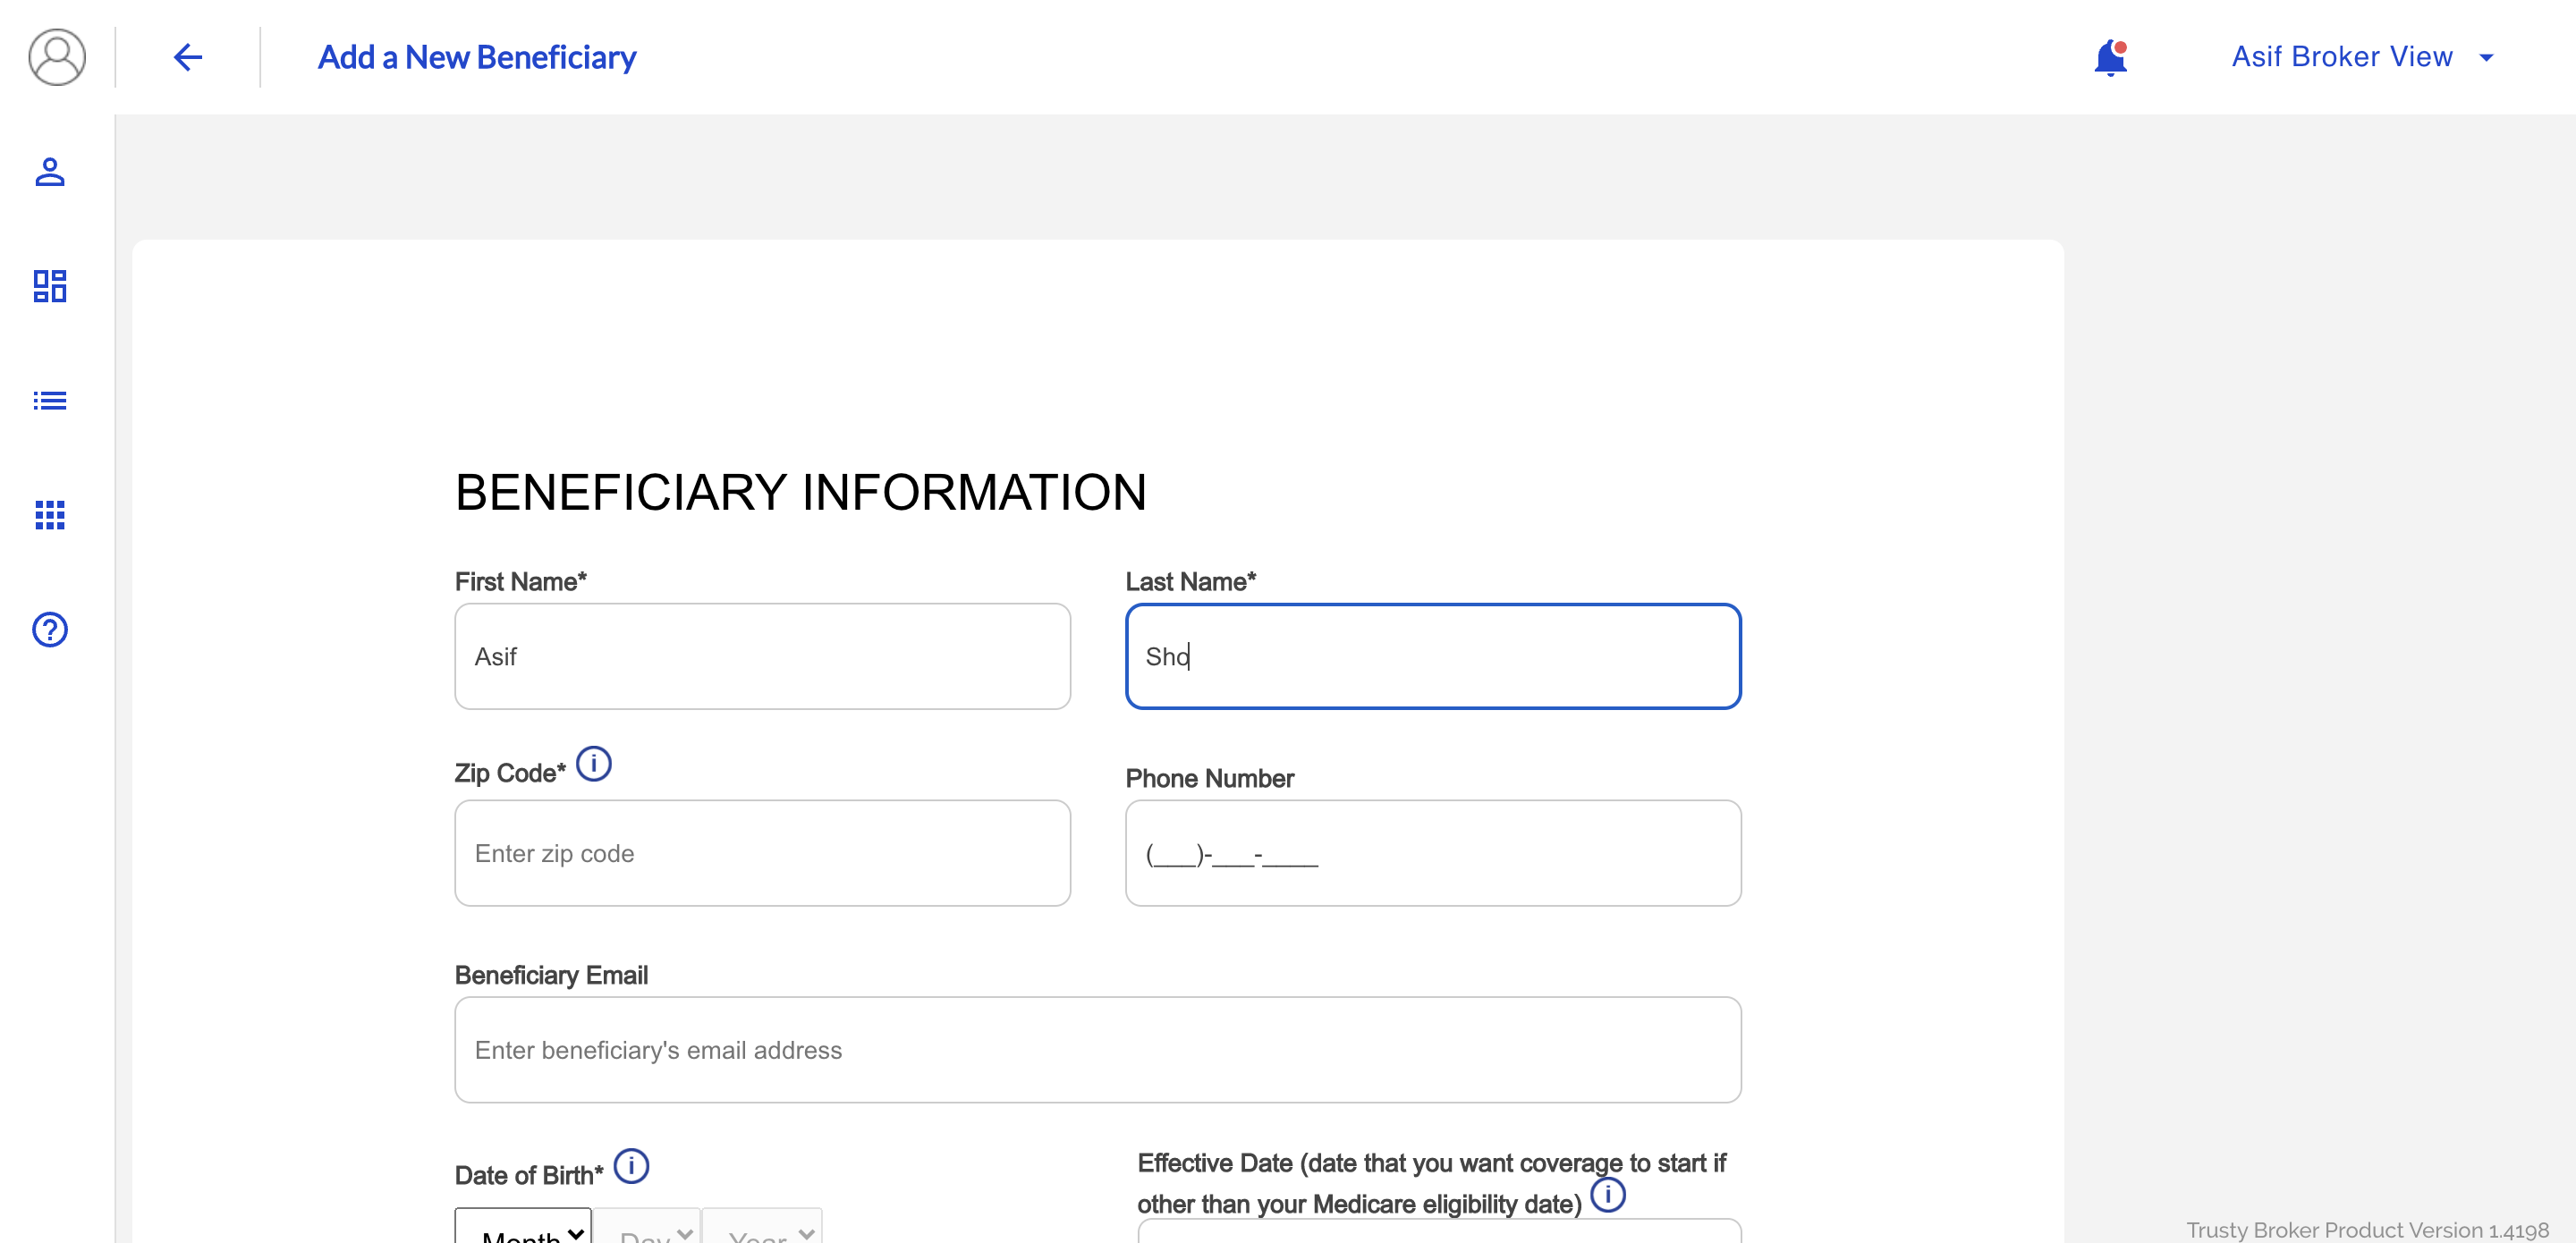 Add a New Beneficiary
Asif Broker View
BENEFICIARY INFORMATION
First Name*
Last Name*
Asif
Sho
Zip Code*
Phone Number
Enter zip code
(___)-___-____
Beneficiary Email
Enter beneficiary's email address
Date of Birth*
Effective Date (date that you want coverage to start if
other than your Medicare eligibility date)
Month
Day
Year
Trusty Broker Product Version 1.4198